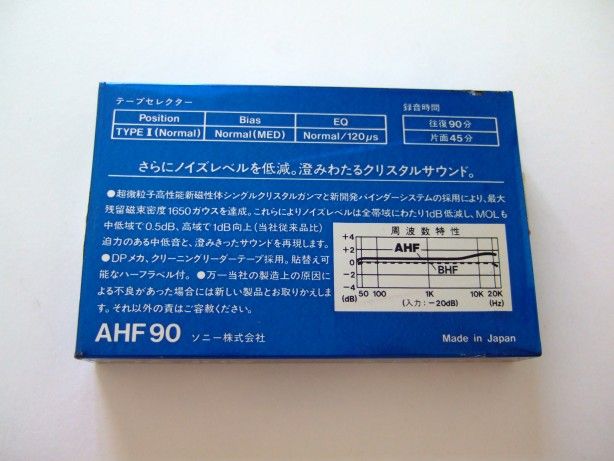 テープセレクター
Position Bias EQ
TYPE I (Normal) Normal(MED) Normal/120μs
録音時間
往復90分
片面45分
さらにノイズレベルを低減。澄みわたるクリスタルサウンド。
●超微粒子高性能新磁性体シングルクリスタルガンマと新開発バインダーシステムの採用により、最大
残留磁束密度1650ガウスを達成。これらによりノイズレベルは全帯域にわたり1dB低減し、MOLも
中低域で0.5dB、高域で1dB向上(当社従来品比)
迫力のある中低音と、澄みきったサウンドを再現します。
●DPメカ、クリーニングリーダーテープ採用。貼替え可
能なハーフラベル付。●万一当社の製造上の原因に
よる不良があった場合には新しい製品とお取りかえしま
す。それ以外の責はご容赦ください。
周波数特性
+4
+2
0
-2
-4
(dB)
AHF
BHF
50 100 1K 10K 20K
(入力:-20dB) (Hz)
AHF 90 ソニー株式会社
Made in Japan